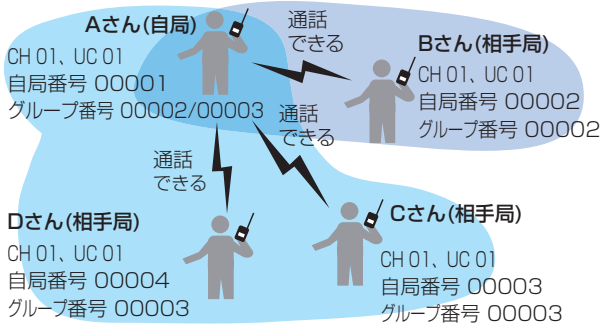 Aさん(自局)
CH 01、UC 01
自局番号 00001
グループ番号 00002/00003
通話
できる
Bさん(相手局)
CH 01、UC 01
自局番号 00002
グループ番号 00002
通話
できる
通話
できる
Dさん(相手局)
CH 01、UC 01
自局番号 00004
グループ番号 00003
Cさん(相手局)
CH 01、UC 01
自局番号 00003
グループ番号 00003